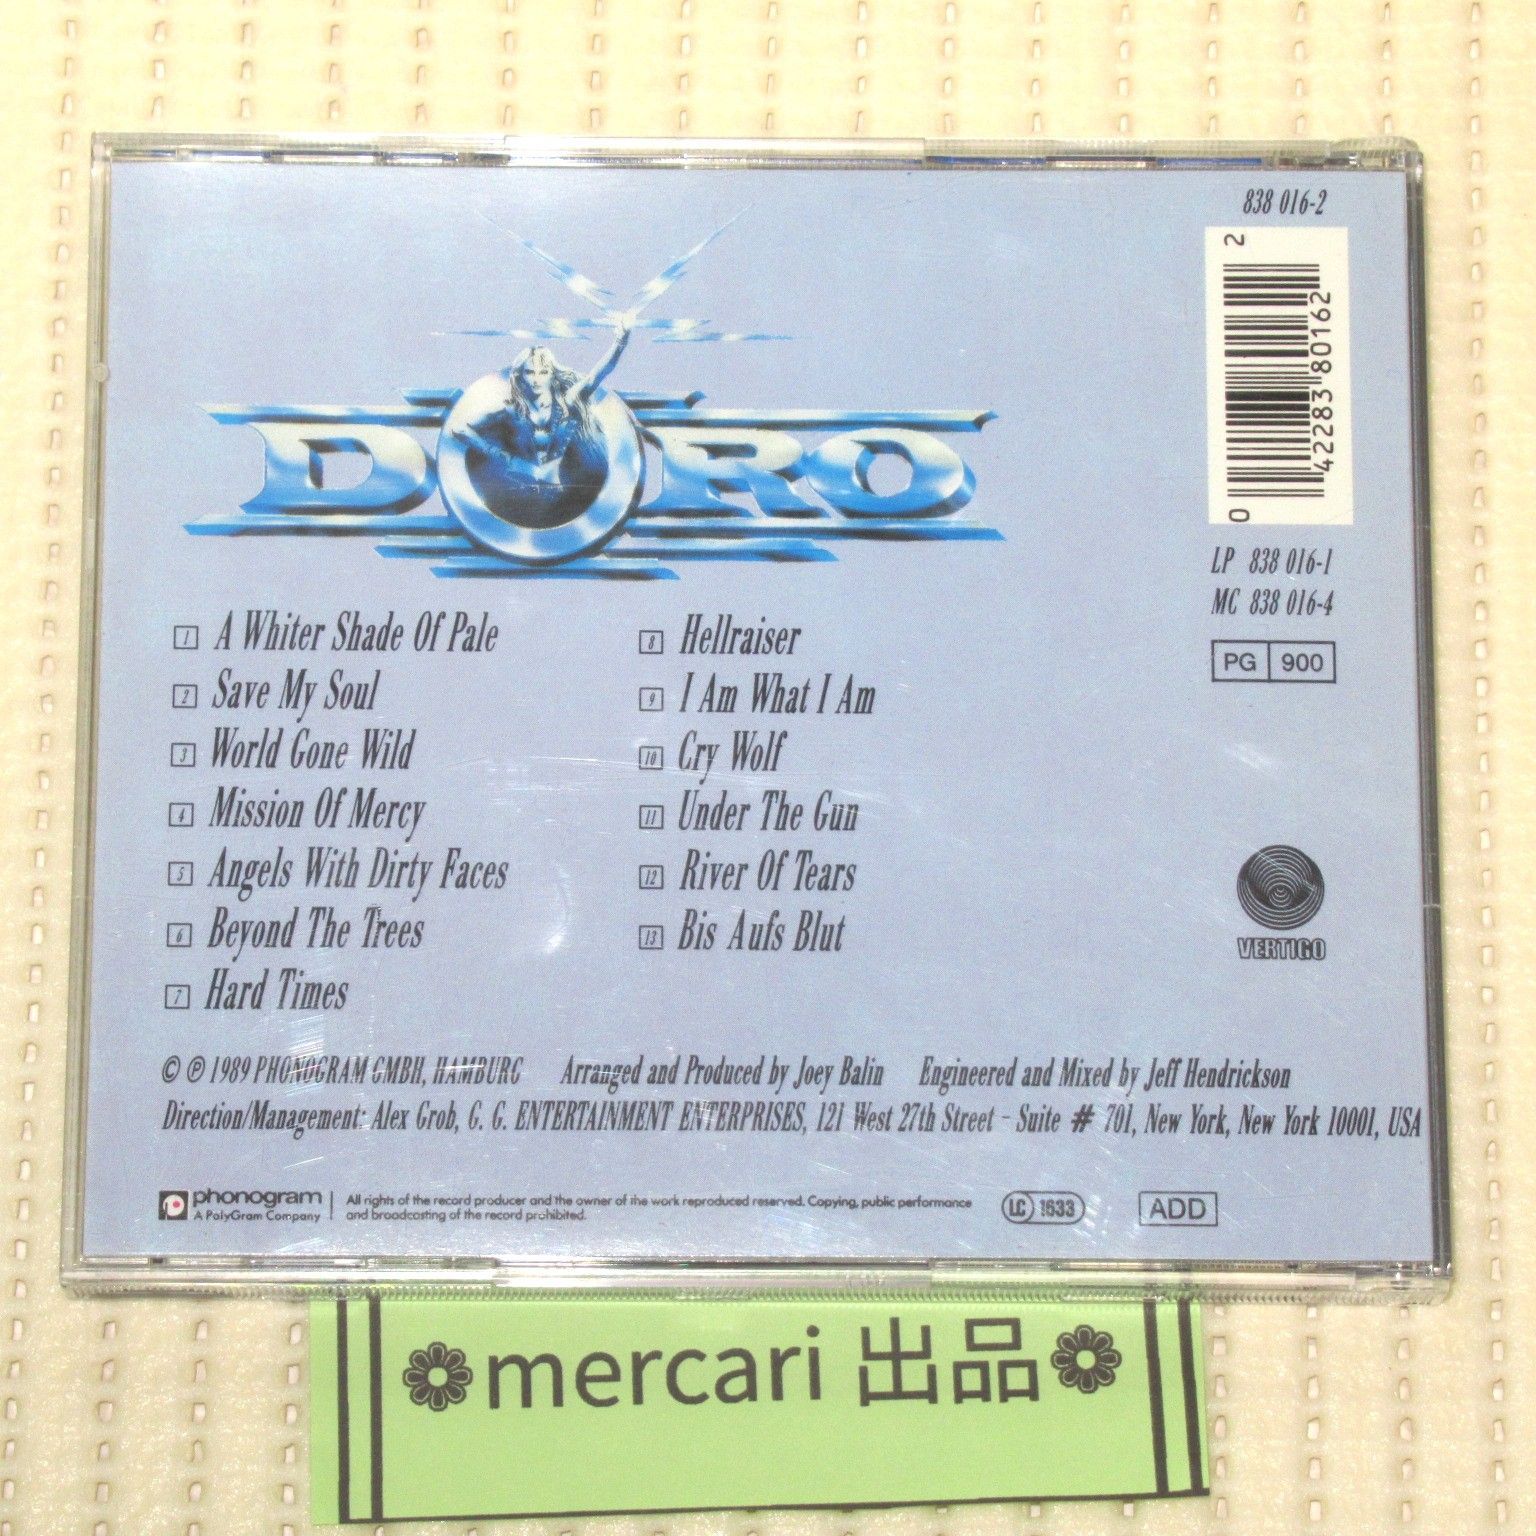 838 016-2
2
42283 80162
0
LP 838 016-1
MC 838 016-4
PG 900
DORO
1 A Whiter Shade Of Pale
2 Save My Soul
3 World Gone Wild
4 Mission Of Mercy
5 Angels With Dirty Faces
6 Beyond The Trees
7 Hard Times
8 Hellraiser
9 I Am What I Am
10 Cry Wolf
11 Under The Gun
12 River Of Tears
13 Bis Aufs Blut
VERTIGO
© ℗ 1989 PHONOGRAM GMBH, HAMBURG Arranged and Produced by Joey Balin Engineered and Mixed by Jeff Hendrickson
Direction/Management: Alex Grob, G. G. ENTERTAINMENT ENTERPRISES, 121 West 27th Street - Suite # 701, New York, New York 10001, USA
phonogram
A PolyGram Company
All rights of the record producer and the owner of the work reproduced reserved. Copying, public performance
and broadcasting of the record prohibited.
LC 1633
ADD
❁mercari 出品❁